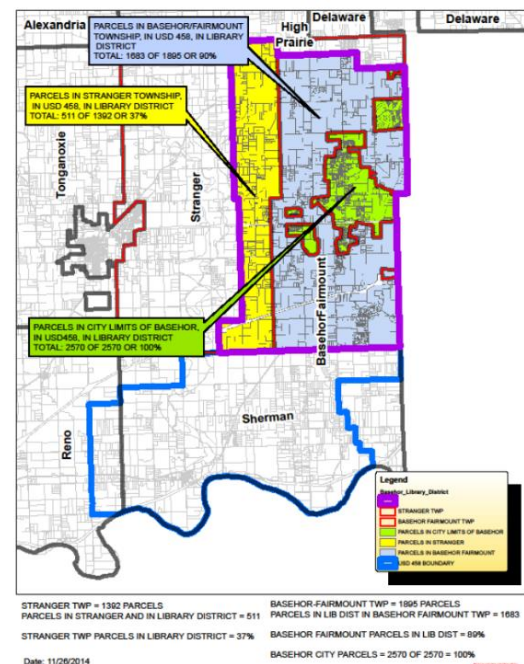 Alexandria
High
Prairie
Delaware
Delaware
PARCELS IN BASEHOR/FAIRMOUNT
TOWNSHIP, IN USD 458, IN LIBRARY
DISTRICT
TOTAL: 1683 OF 1895 OR 90%
PARCELS IN STRANGER TOWNSHIP,
IN USD 458, IN LIBRARY DISTRICT
TOTAL: 511 OF 1392 OR 37%
Tonganoxie
Stranger
PARCELS IN CITY LIMITS OF BASEHOR,
IN USD458, IN LIBRARY DISTRICT
TOTAL: 2570 OF 2570 OR 100%
BasehorFairmount
Sherman
Reno
Legend
Basehor_Library_District
STRANGER TWP
BASEHOR FAIRMOUNT TWP
PARCELS IN CITY LIMITS OF BASEHOR
PARCELS IN STRANGER
PARCELS IN BASEHOR FAIRMOUNT
USD 458 BOUNDARY
STRANGER TWP = 1392 PARCELS
PARCELS IN STRANGER AND IN LIBRARY DISTRICT = 511
STRANGER TWP PARCELS IN LIBRARY DISTRICT = 37%
BASEHOR-FAIRMOUNT TWP = 1895 PARCELS
PARCELS IN LIB DIST IN BASEHOR FAIRMOUNT TWP = 1683
BASEHOR FAIRMOUNT PARCELS IN LIB DIST = 89%
BASEHOR CITY PARCELS = 2570 OF 2570 = 100%
Date: 11/26/2014